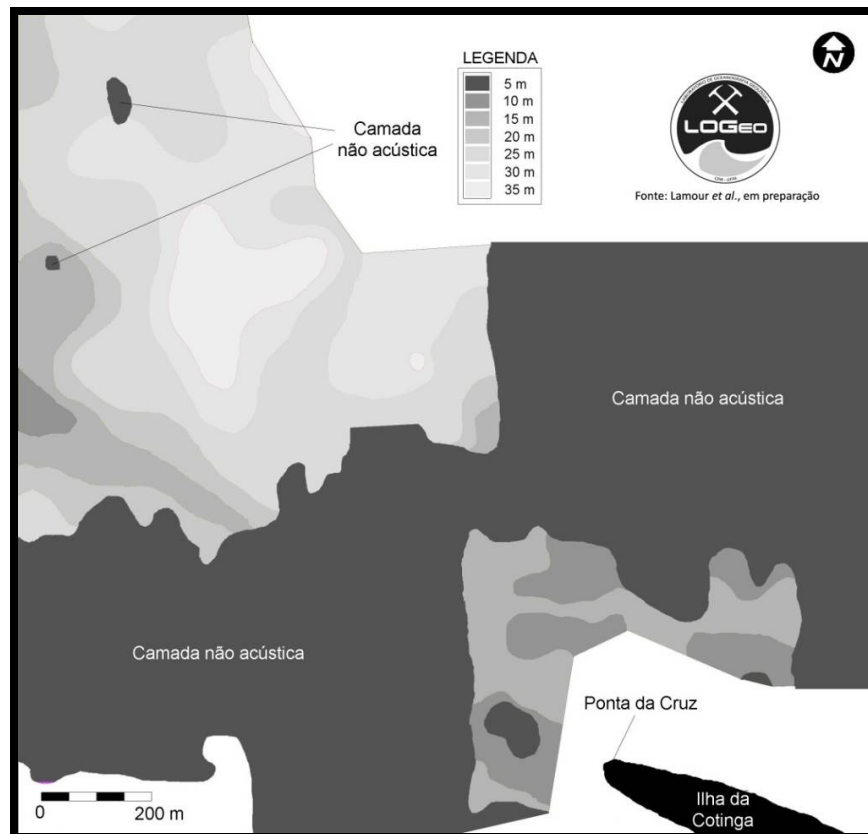 LEGENDA
5 m
10 m
15 m
20 m
25 m
30 m
35 m
N
LOGEO
Fonte: Lamour et al., em preparação
Camada
não acústica
Camada não acústica
Camada não acústica
Ponta da Cruz
Ilha da
Cotinga
0 200 m